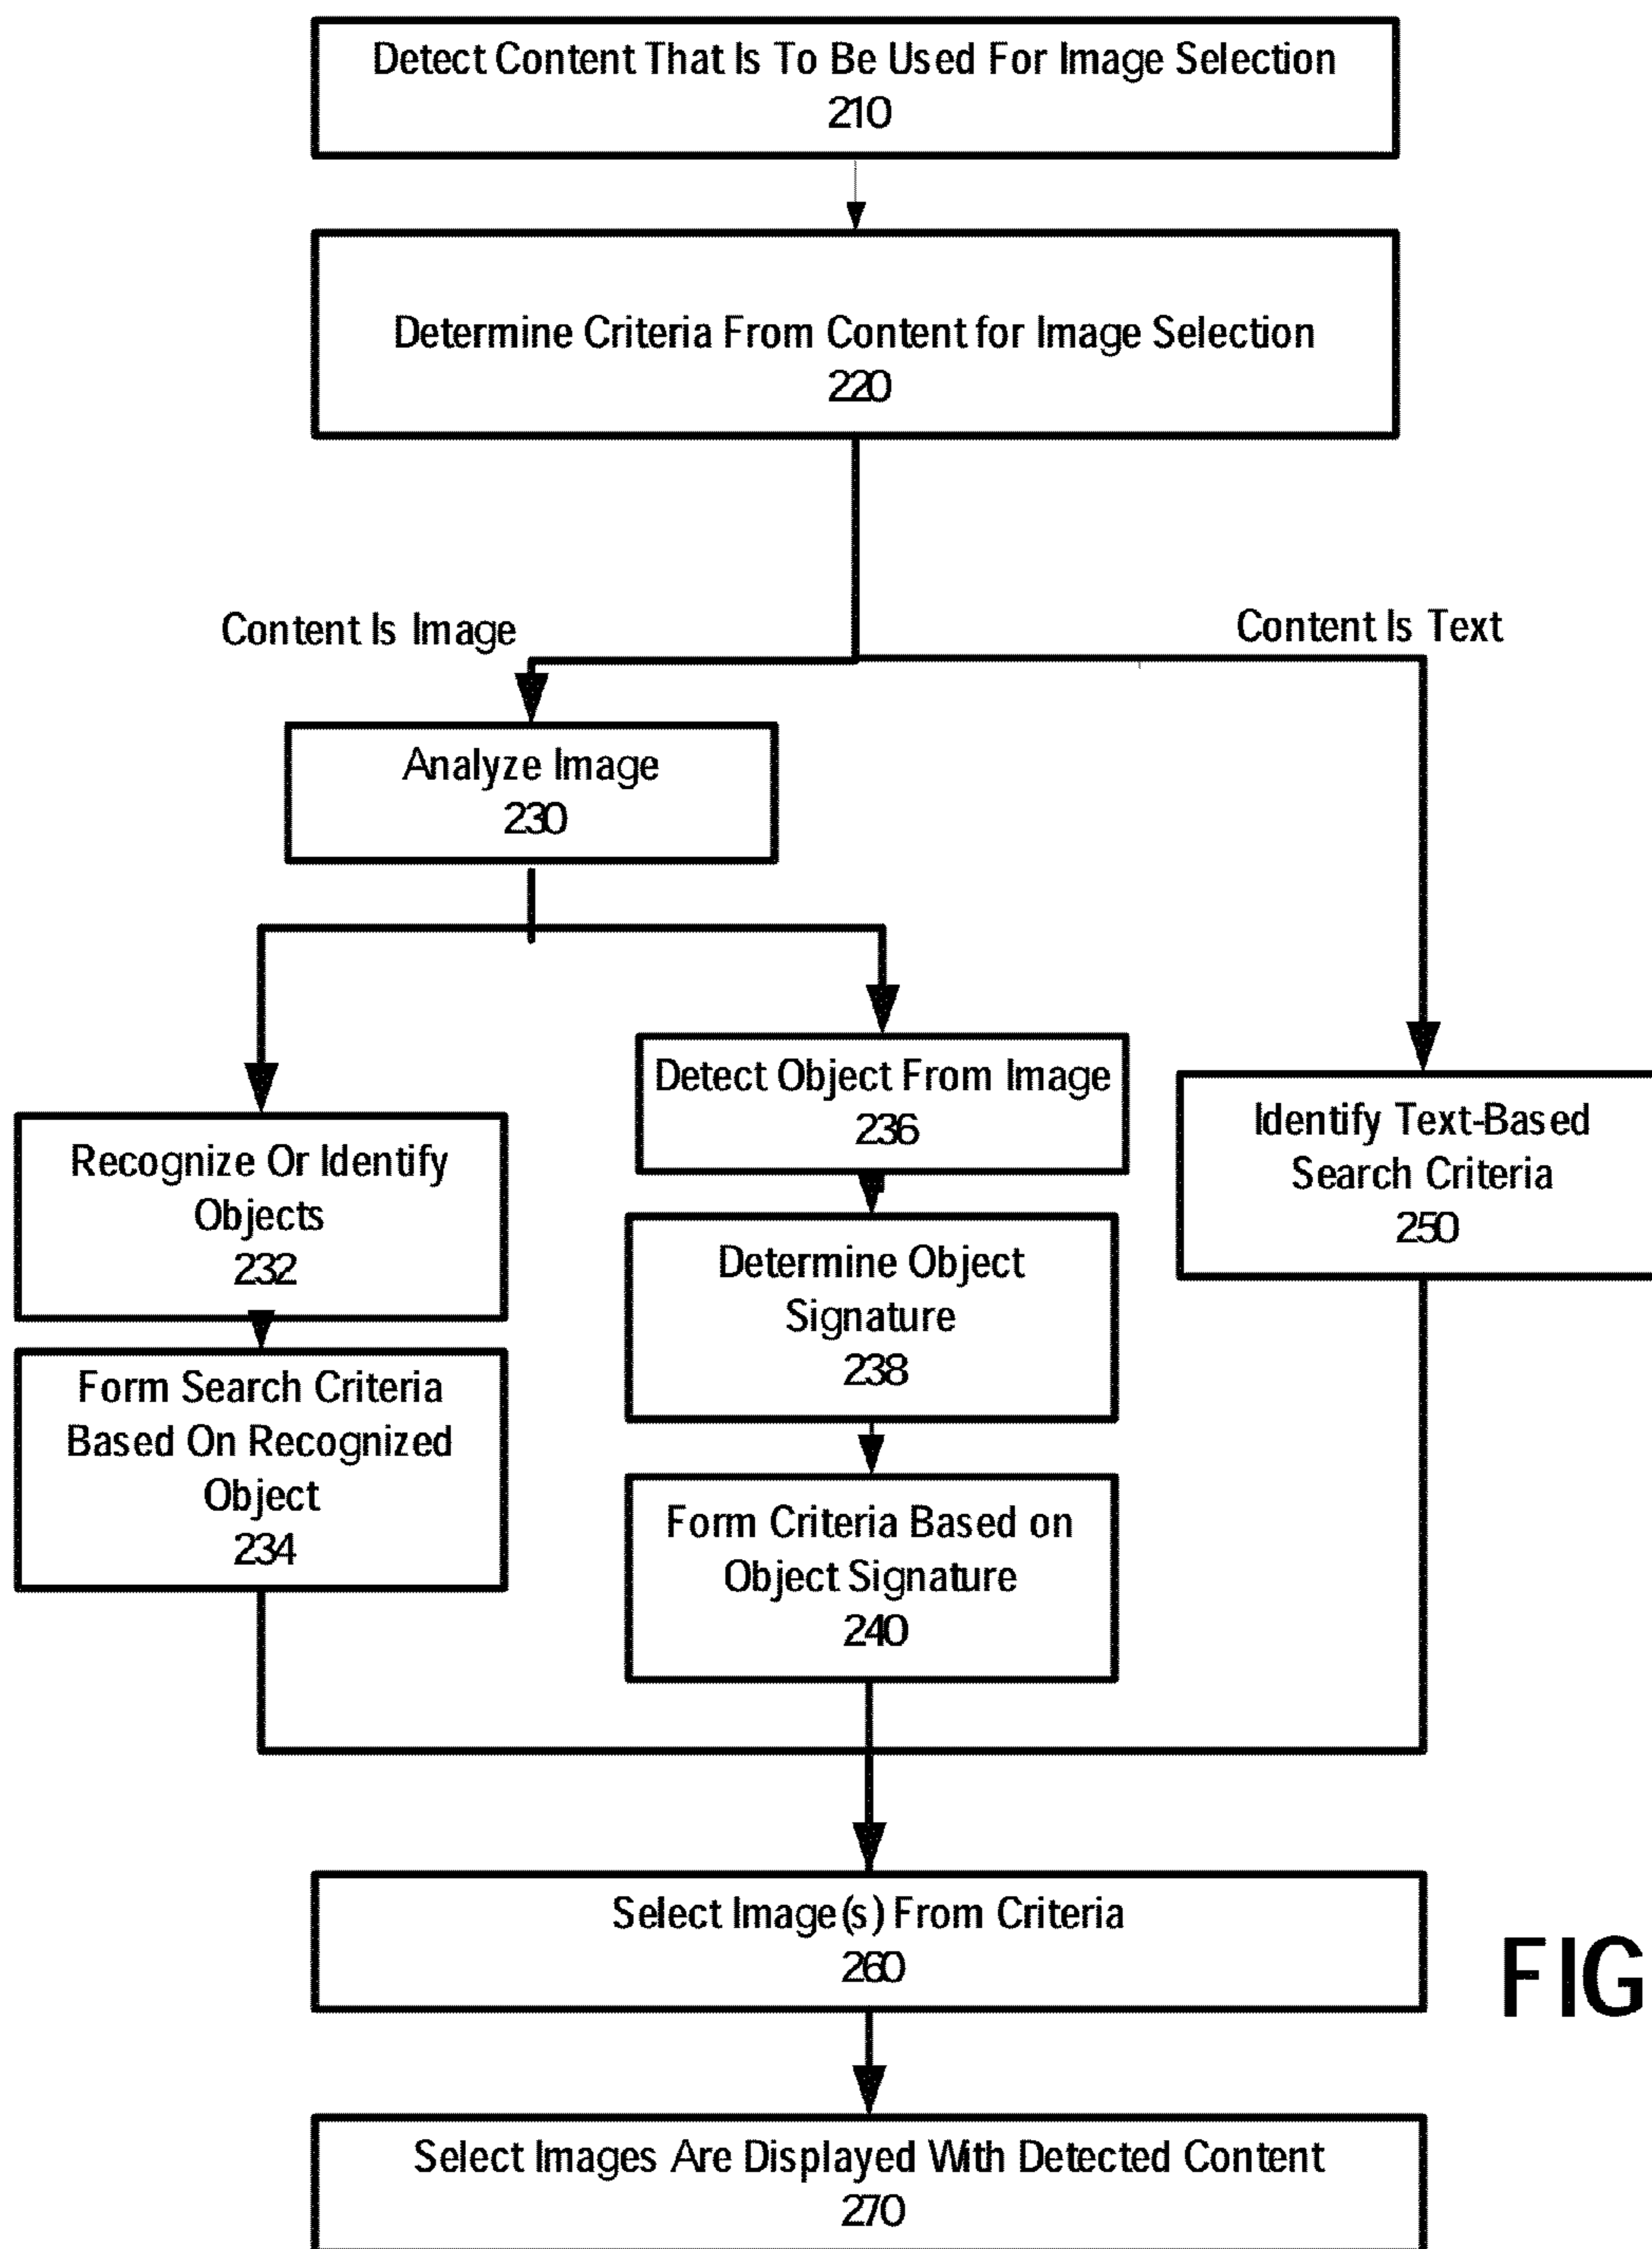 Detect Content That Is To Be Used For Image Selection
210
Determine Criteria From Content for Image Selection
220
Content Is Image
Content Is Text
Analyze Image
230
Recognize Or Identify
Objects
232
Form Search Criteria
Based On Recognized
Object
234
Detect Object From Image
236
Determine Object
Signature
238
Form Criteria Based on
Object Signature
240
Identify Text-Based
Search Criteria
250
Select Image(s) From Criteria
260
FIG
Select Images Are Displayed With Detected Content
270